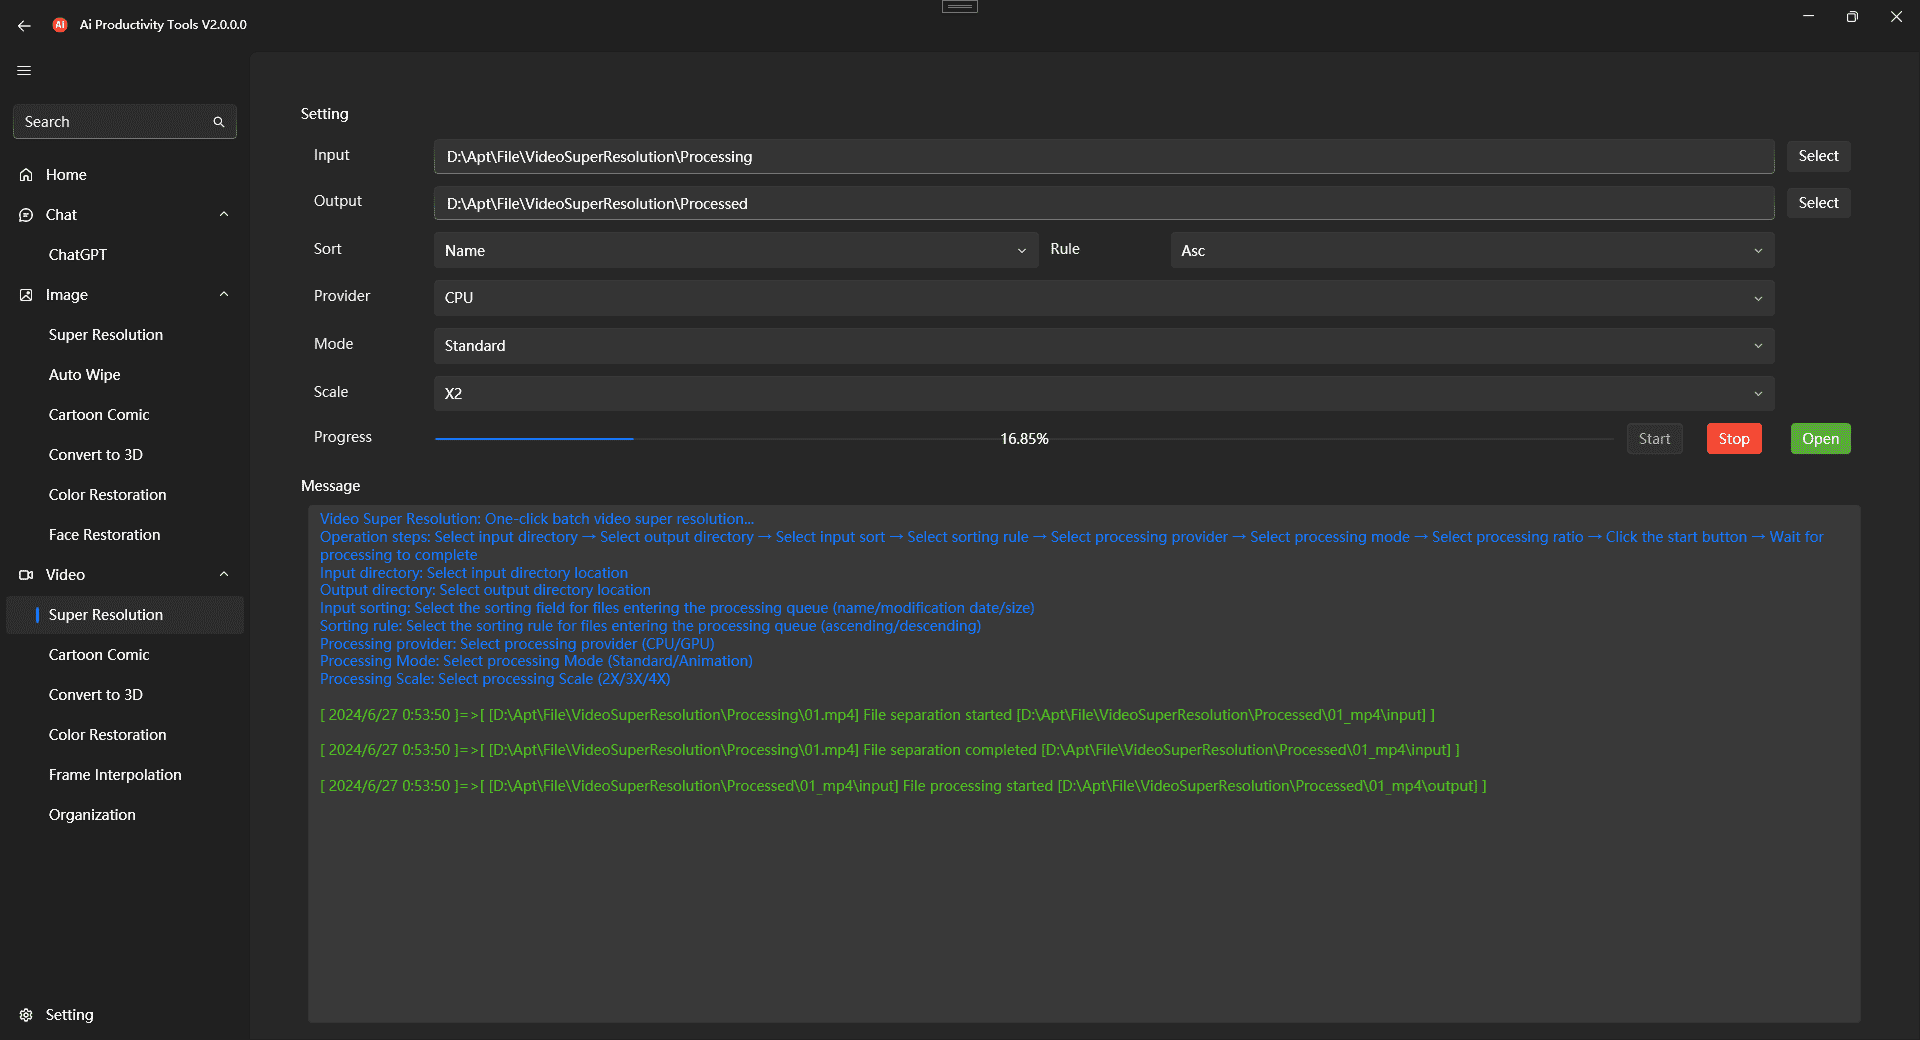 AI Ai Productivity Tools V2.0.0.0
Search
Home
Chat
ChatGPT
Image
Super Resolution
Auto Wipe
Cartoon Comic
Convert to 3D
Color Restoration
Face Restoration
Video
Super Resolution
Cartoon Comic
Convert to 3D
Color Restoration
Frame Interpolation
Organization
Setting
Setting
Input D:\Apt\File\VideoSuperResolution\Processing Select
Output D:\Apt\File\VideoSuperResolution\Processed Select
Sort Name Rule Asc
Provider CPU
Mode Standard
Scale X2
Progress 16.85% Start Stop Open
Message
Video Super Resolution: One-click batch video super resolution...
Operation steps: Select input directory → Select output directory → Select input sort → Select sorting rule → Select processing provider → Select processing mode → Select processing ratio → Click the start button → Wait for
processing to complete
Input directory: Select input directory location
Output directory: Select output directory location
Input sorting: Select the sorting field for files entering the processing queue (name/modification date/size)
Sorting rule: Select the sorting rule for files entering the processing queue (ascending/descending)
Processing provider: Select processing provider (CPU/GPU)
Processing Mode: Select processing Mode (Standard/Animation)
Processing Scale: Select processing Scale (2X/3X/4X)
[ 2024/6/27 0:53:50 ]=>[ [D:\Apt\File\VideoSuperResolution\Processing\01.mp4] File separation started [D:\Apt\File\VideoSuperResolution\Processed\01_mp4\input] ]
[ 2024/6/27 0:53:50 ]=>[ [D:\Apt\File\VideoSuperResolution\Processing\01.mp4] File separation completed [D:\Apt\File\VideoSuperResolution\Processed\01_mp4\input] ]
[ 2024/6/27 0:53:50 ]=>[ [D:\Apt\File\VideoSuperResolution\Processed\01_mp4\input] File processing started [D:\Apt\File\VideoSuperResolution\Processed\01_mp4\output] ]